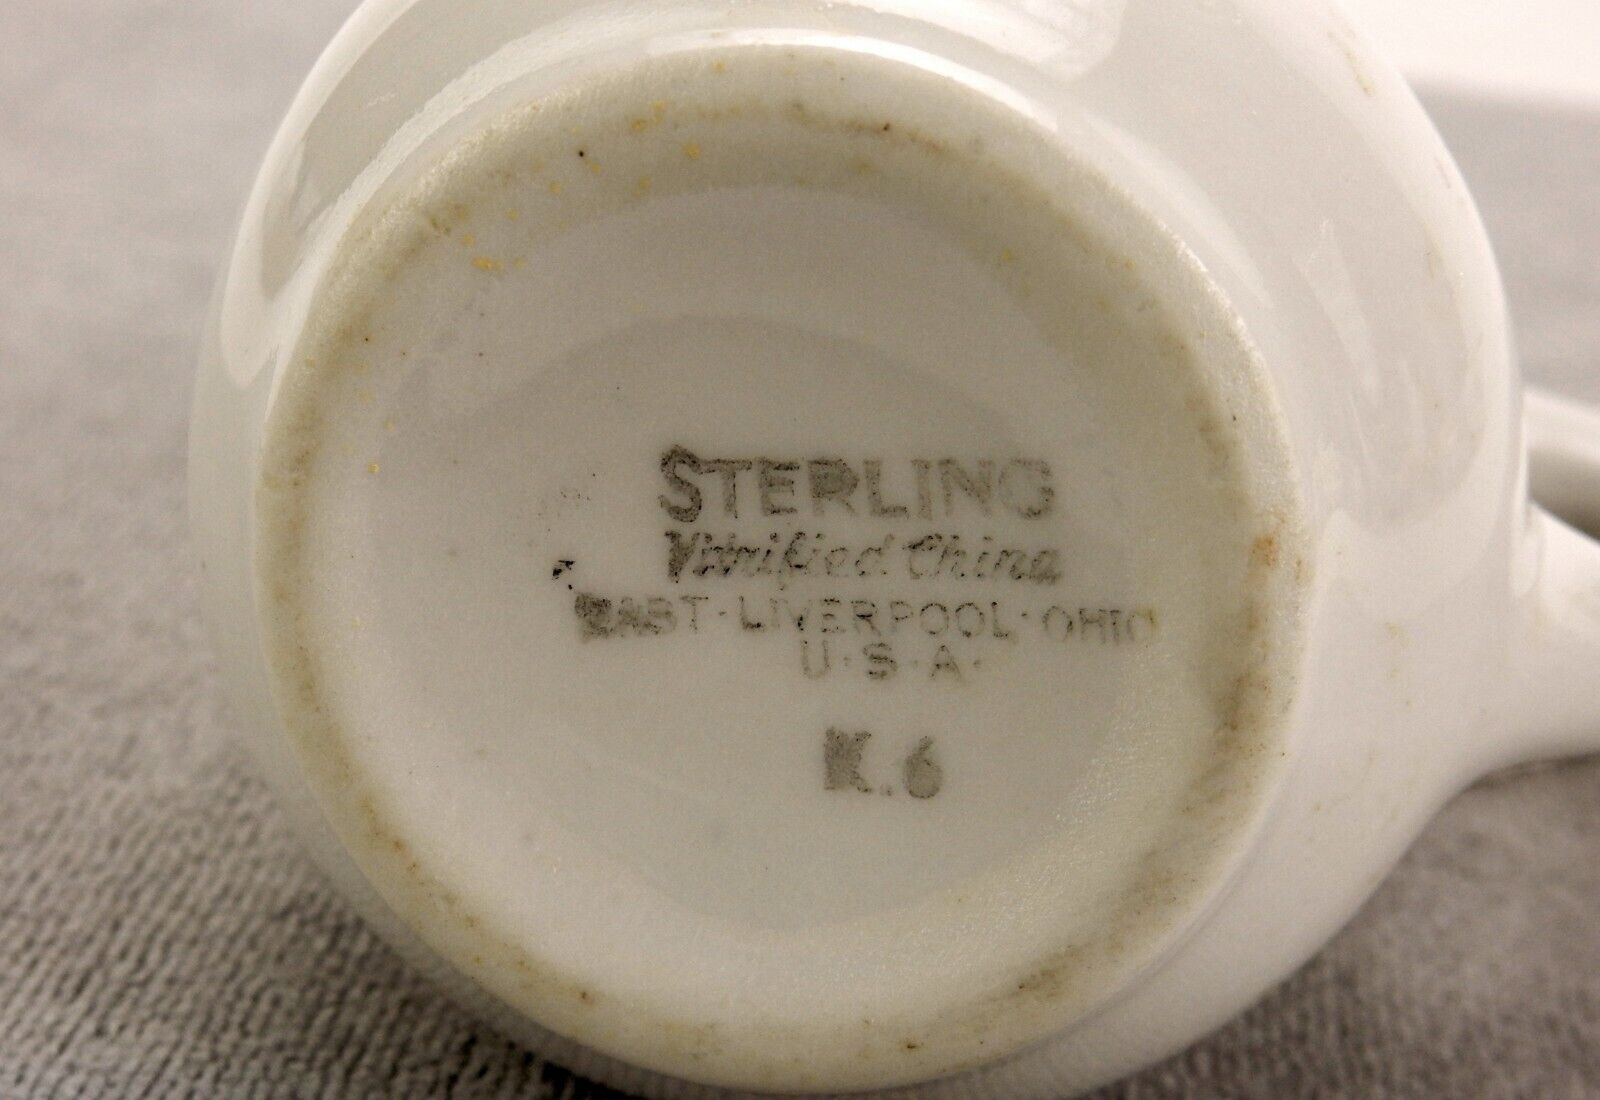 STERLING
Vitrified China
EAST · LIVERPOOL · OHIO
U · S · A ·
K.6